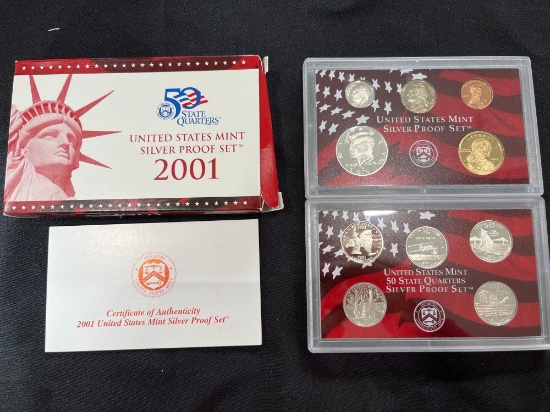 50
STATE
QUARTERS™
UNITED STATES MINT
SILVER PROOF SET™
2001
Certificate of Authenticity
2001 United States Mint Silver Proof Set™
UNITED STATES MINT
SILVER PROOF SET™
UNITED STATES MINT
50 STATE QUARTERS
SILVER PROOF SET™